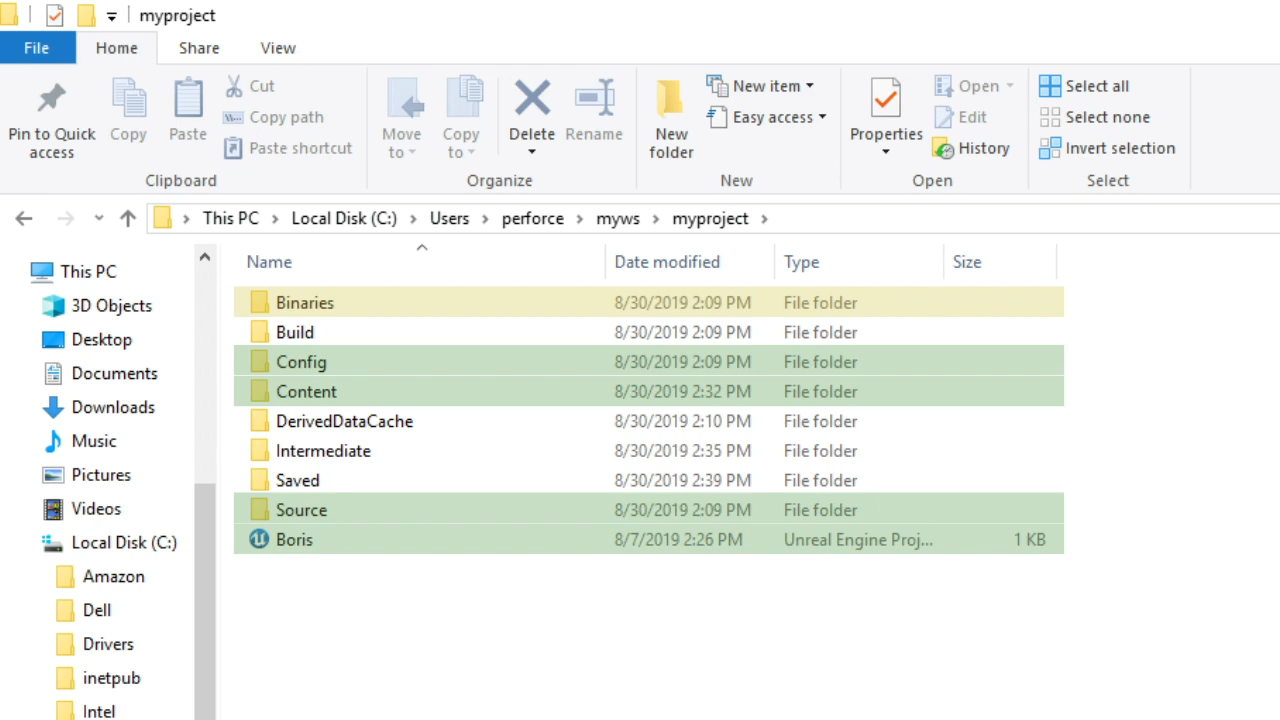 myproject
File Home Share View
Pin to Quick access
Copy
Paste
Cut
Copy path
Paste shortcut
Clipboard
Move to
Copy to
Delete
Rename
Organize
New folder
New item
Easy access
New
Properties
Open
Edit
History
Open
Select all
Select none
Invert selection
Select
This PC Local Disk (C:) Users perforce myws myproject
This PC
3D Objects
Desktop
Documents
Downloads
Music
Pictures
Videos
Local Disk (C:)
Amazon
Dell
Drivers
inetpub
Intel
Name Date modified Type Size
Binaries 8/30/2019 2:09 PM File folder
Build 8/30/2019 2:09 PM File folder
Config 8/30/2019 2:09 PM File folder
Content 8/30/2019 2:32 PM File folder
DerivedDataCache 8/30/2019 2:10 PM File folder
Intermediate 8/30/2019 2:35 PM File folder
Saved 8/30/2019 2:39 PM File folder
Source 8/30/2019 2:09 PM File folder
Boris 8/7/2019 2:26 PM Unreal Engine Proj... 1 KB